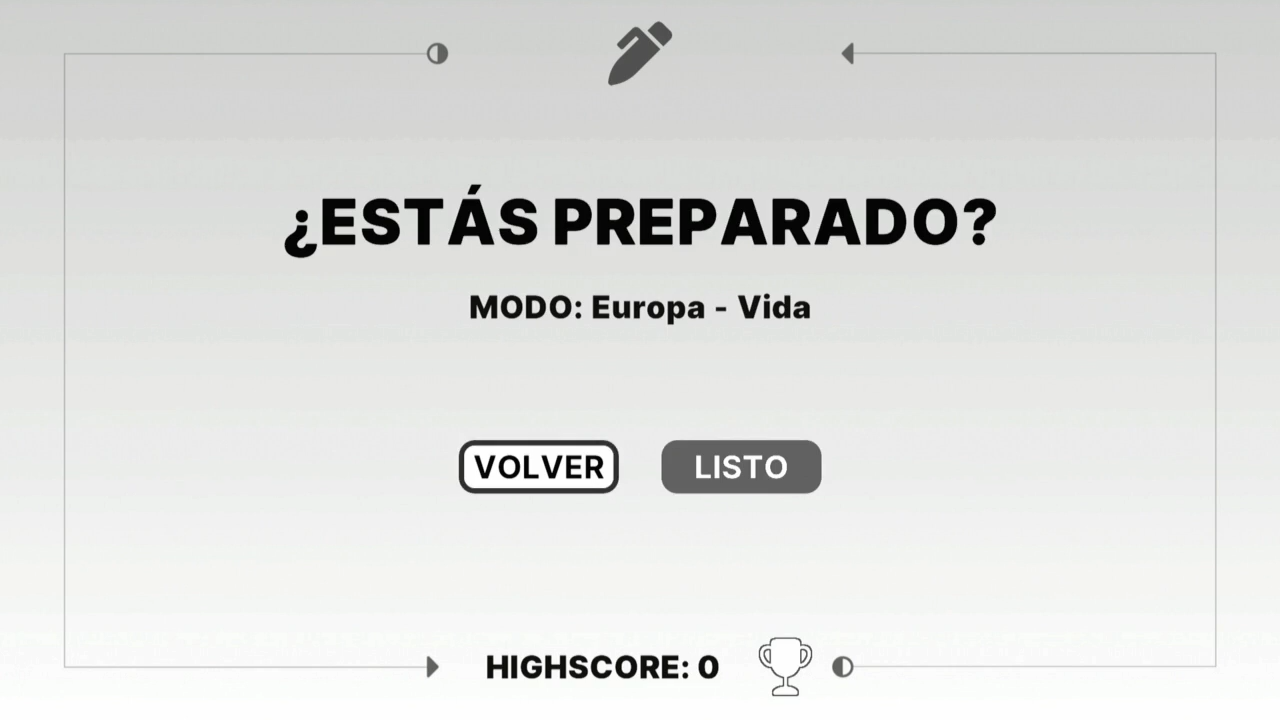 ¿ESTÁS PREPARADO?
MODO: Europa - Vida
VOLVER LISTO
HIGHSCORE: 0